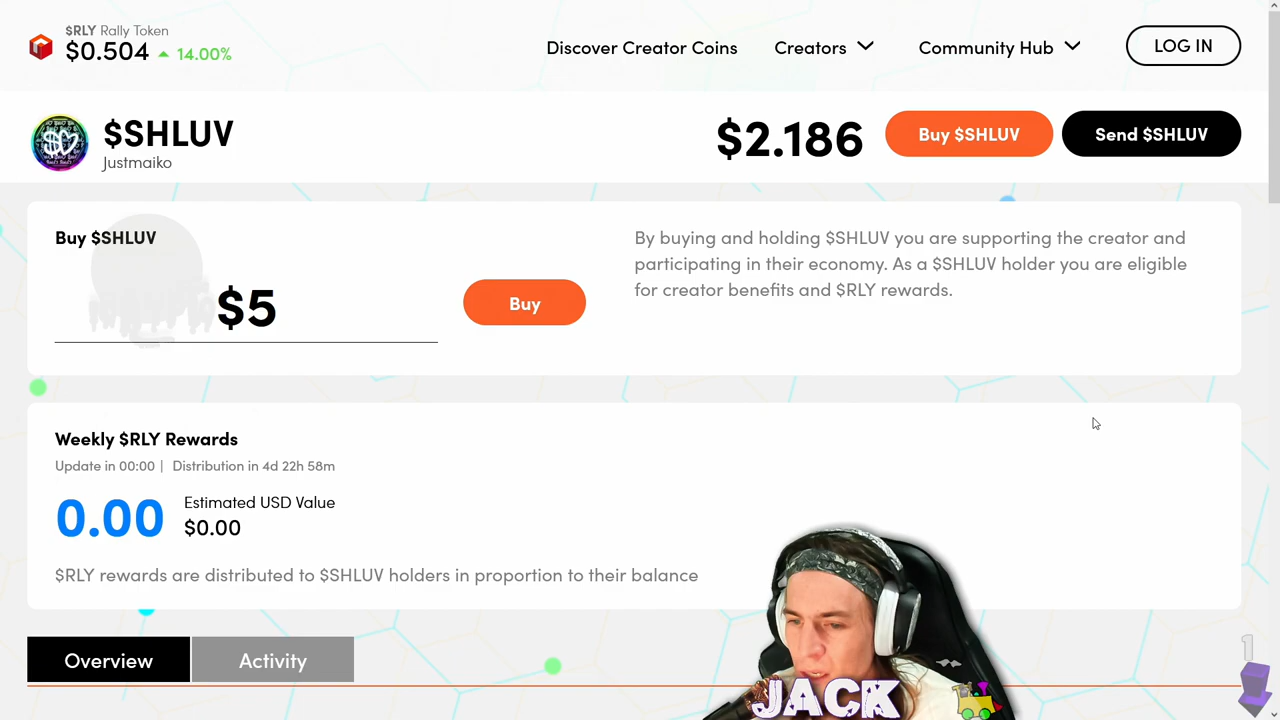 $RLY Rally Token
$0.504 14.00%
Discover Creator Coins Creators Community Hub LOG IN
$SHLUV
Justmaiko
$2.186 Buy $SHLUV Send $SHLUV
Buy $SHLUV
$5
Buy
By buying and holding $SHLUV you are supporting the creator and
participating in their economy. As a $SHLUV holder you are eligible
for creator benefits and $RLY rewards.
Weekly $RLY Rewards
Update in 00:00 | Distribution in 4d 22h 58m
0.00
Estimated USD Value
$0.00
$RLY rewards are distributed to $SHLUV holders in proportion to their balance
Overview Activity
JACK
1